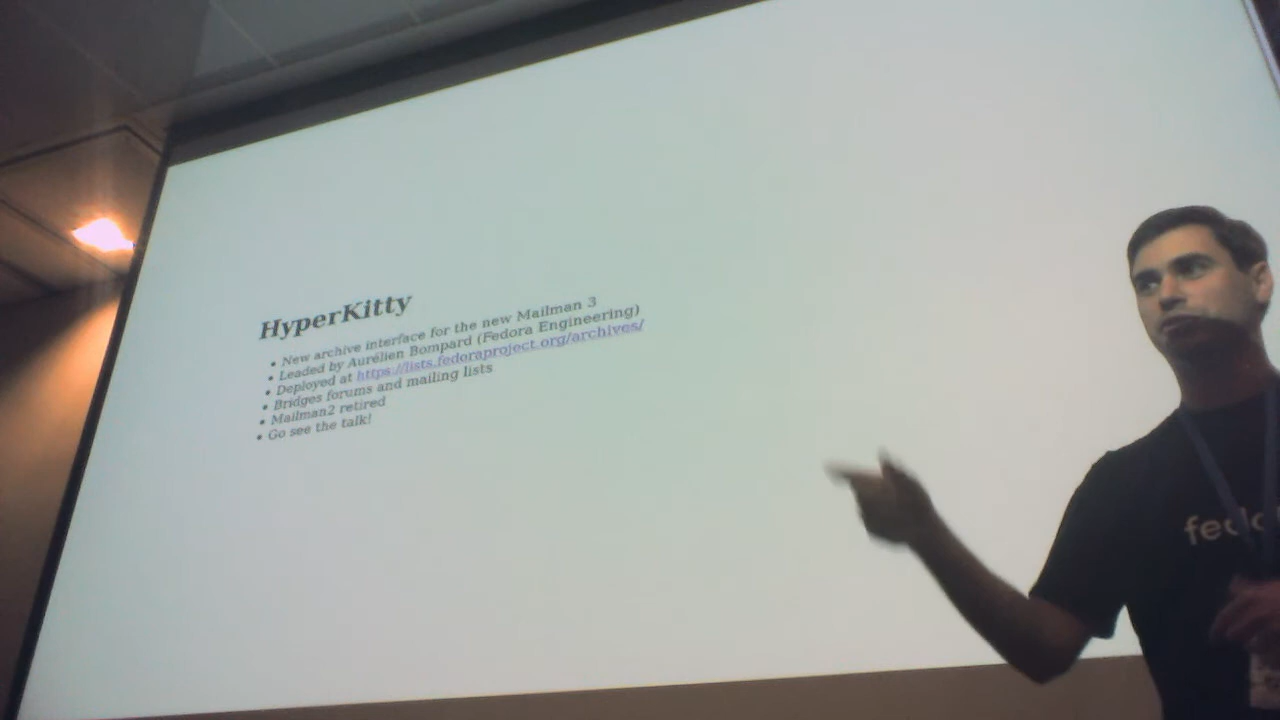 HyperKitty
• New archive interface for the new Mailman 3
• Leaded by Aurélien Bompard (Fedora Engineering)
• Deployed at https://lists.fedoraproject.org/archives/
• Bridges forums and mailing lists
• Mailman2 retired
• Go see the talk!
fedo